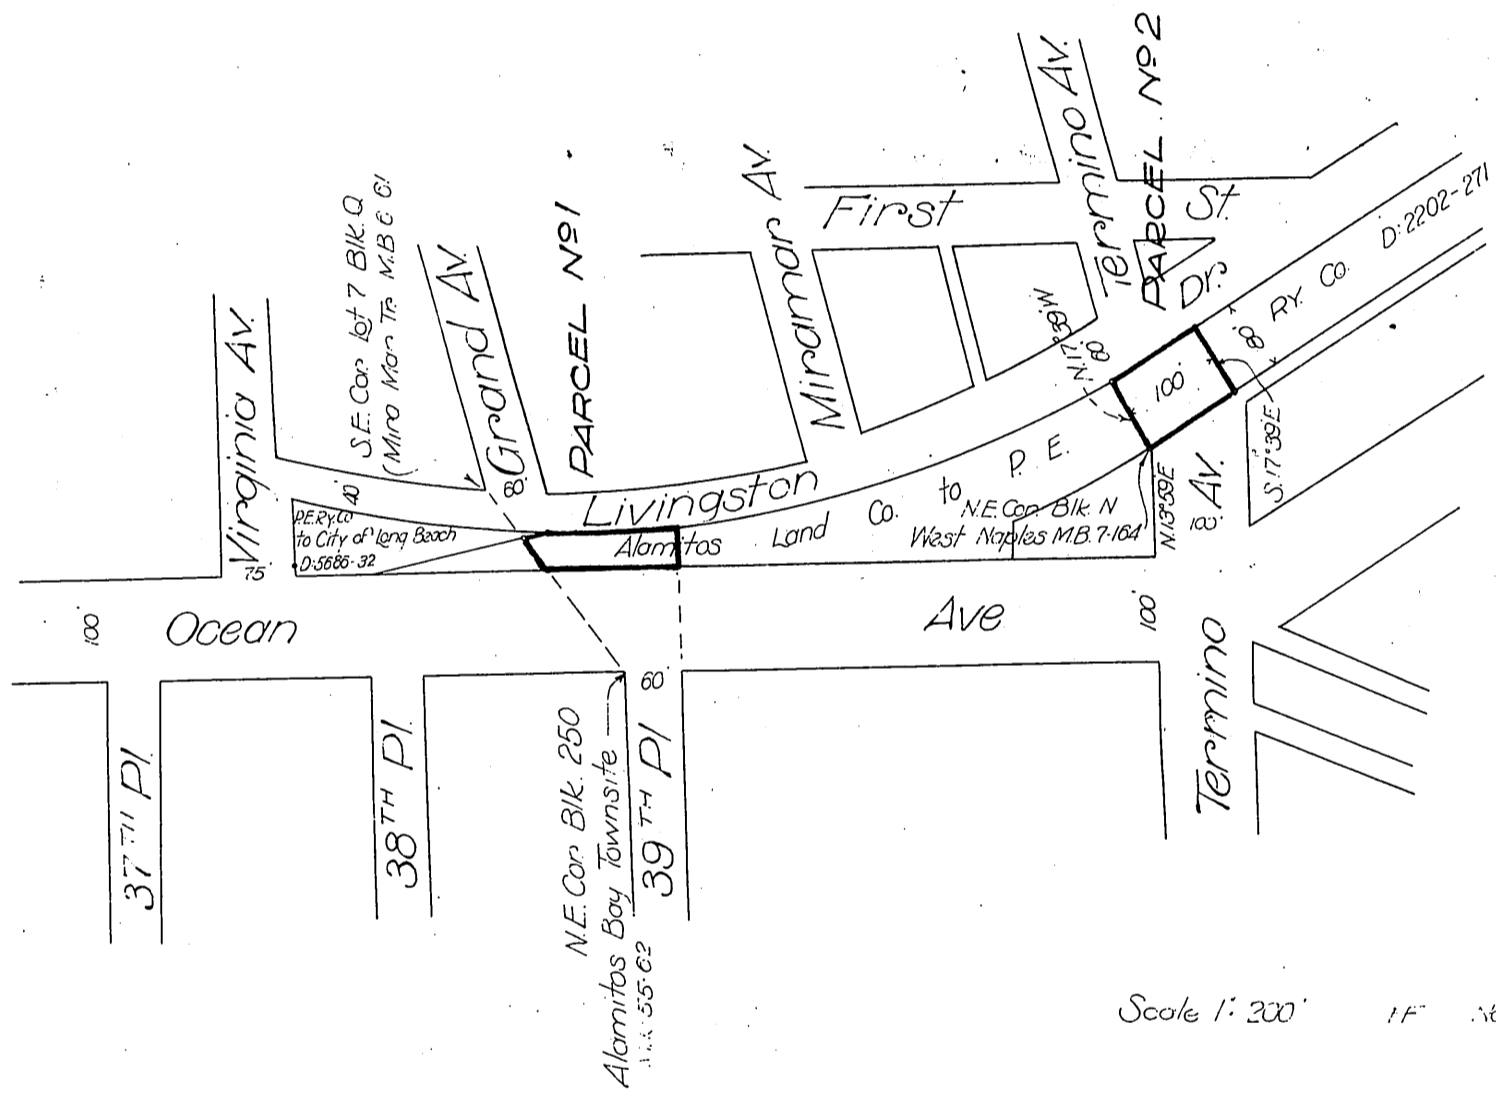 PARCEL Nº 2
Termino Av.
First
St.
Dr.
D:2202-271
RY. Co.
80
Miramar Av.
PARCEL Nº 1
S.E. Cor. Lot 7 Blk. Q
(Mira Mar Tr. M.B 6 61
Grand Av.
60
Virginia AV.
75
40
Livingston
N.17°39'W.
80
100'
S.17°39'E.
P.E.Ry.Co
to City of Long Beach
D:5686-32
Alamitos Land Co. to P. E.
N.E. Cor. Blk. N
West Naples M.B. 7-164
N.13°59'E
100'
AV.
100'
Ocean
Ave
100'
Termino
60
37TH Pl.
38TH Pl.
39TH Pl
N.E. Cor. Blk. 250
Alamitos Bay Townsite
55-62
Scale 1: 200'